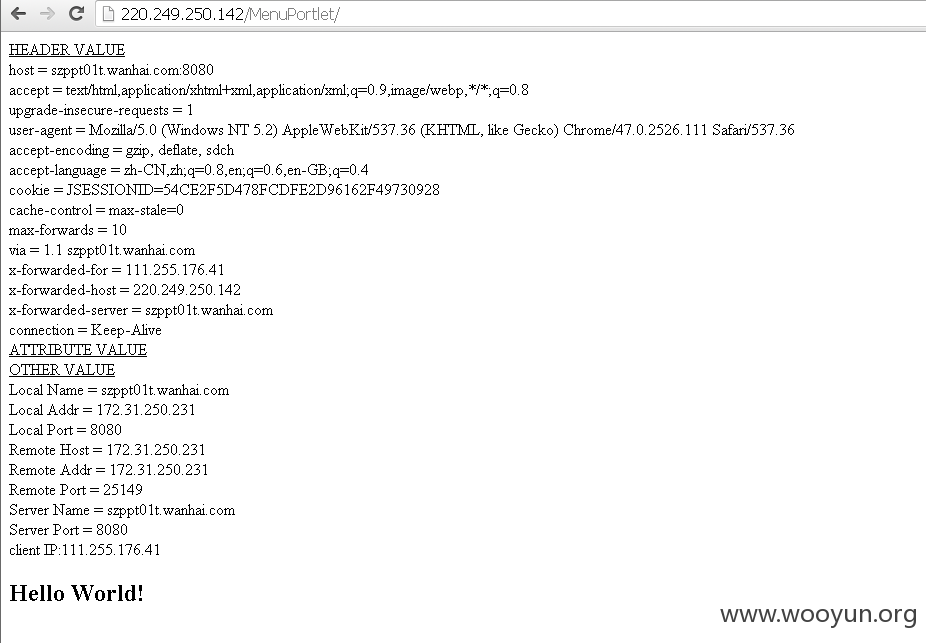 220.249.250.142/MenuPortlet/
HEADER VALUE
host = szppt01t.wanhai.com:8080
accept = text/html,application/xhtml+xml,application/xml;q=0.9,image/webp,*/*;q=0.8
upgrade-insecure-requests = 1
user-agent = Mozilla/5.0 (Windows NT 5.2) AppleWebKit/537.36 (KHTML, like Gecko) Chrome/47.0.2526.111 Safari/537.36
accept-encoding = gzip, deflate, sdch
accept-language = zh-CN,zh;q=0.8,en;q=0.6,en-GB;q=0.4
cookie = JSESSIONID=54CE2F5D478FCDFE2D96162F49730928
cache-control = max-stale=0
max-forwards = 10
via = 1.1 szppt01t.wanhai.com
x-forwarded-for = 111.255.176.41
x-forwarded-host = 220.249.250.142
x-forwarded-server = szppt01t.wanhai.com
connection = Keep-Alive
ATTRIBUTE VALUE
OTHER VALUE
Local Name = szppt01t.wanhai.com
Local Addr = 172.31.250.231
Local Port = 8080
Remote Host = 172.31.250.231
Remote Addr = 172.31.250.231
Remote Port = 25149
Server Name = szppt01t.wanhai.com
Server Port = 8080
client IP:111.255.176.41
Hello World!
www.wooyun.org